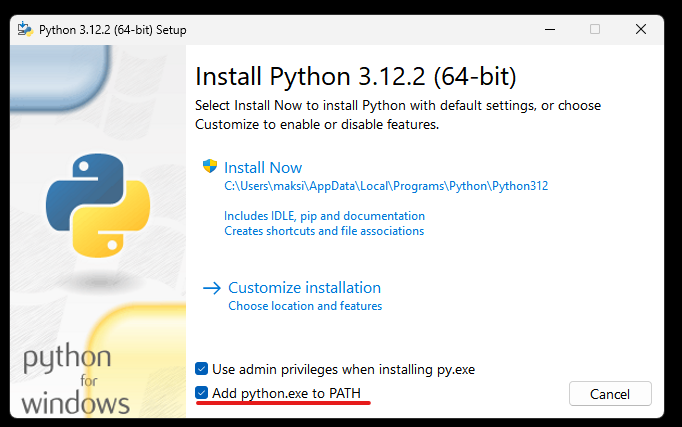 Python 3.12.2 (64-bit) Setup
Install Python 3.12.2 (64-bit)
Select Install Now to install Python with default settings, or choose
Customize to enable or disable features.
Install Now
C:\Users\maksi\AppData\Local\Programs\Python\Python312
Includes IDLE, pip and documentation
Creates shortcuts and file associations
Customize installation
Choose location and features
python
for
windows
Use admin privileges when installing py.exe
Add python.exe to PATH
Cancel